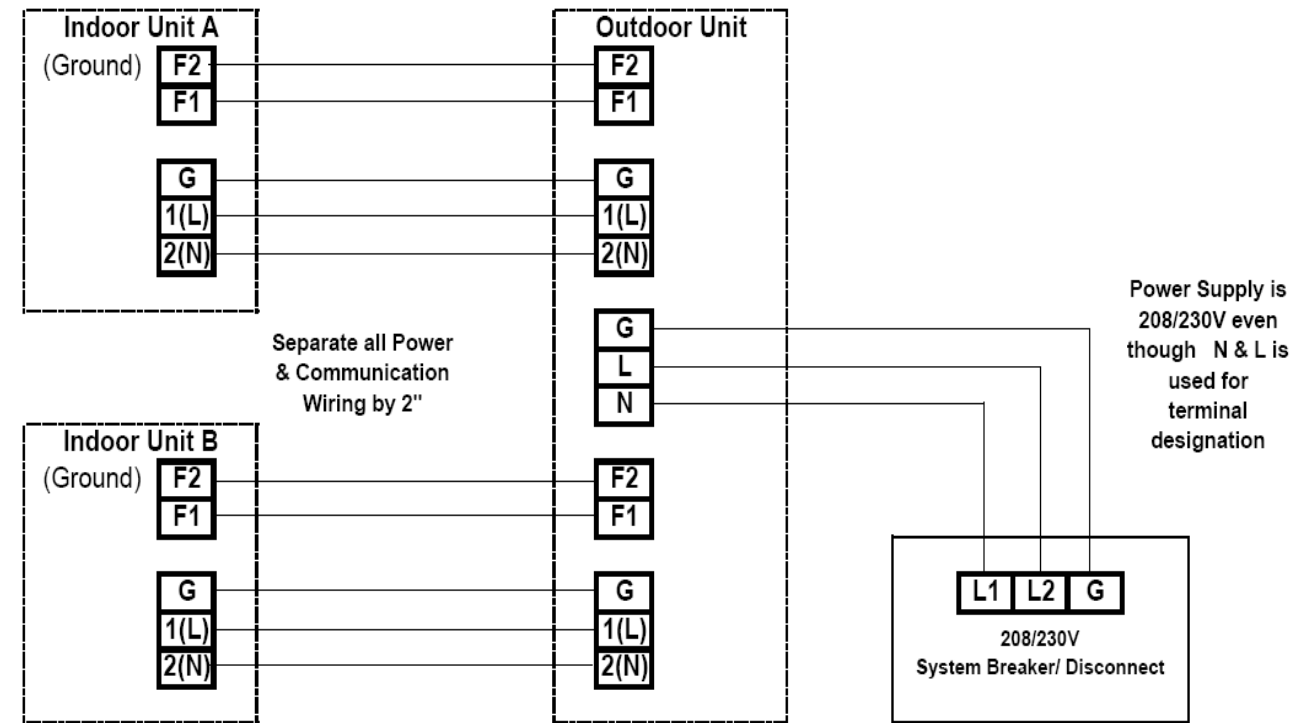 Indoor Unit A
(Ground)
F2
F1
G
1(L)
2(N)
Outdoor Unit
F2
F1
G
1(L)
2(N)
G
L
N
F2
F1
G
1(L)
2(N)
Separate all Power
& Communication
Wiring by 2"
Indoor Unit B
(Ground)
F2
F1
G
1(L)
2(N)
Power Supply is
208/230V even
though N & L is
used for
terminal
designation
L1 L2 G
208/230V
System Breaker/ Disconnect